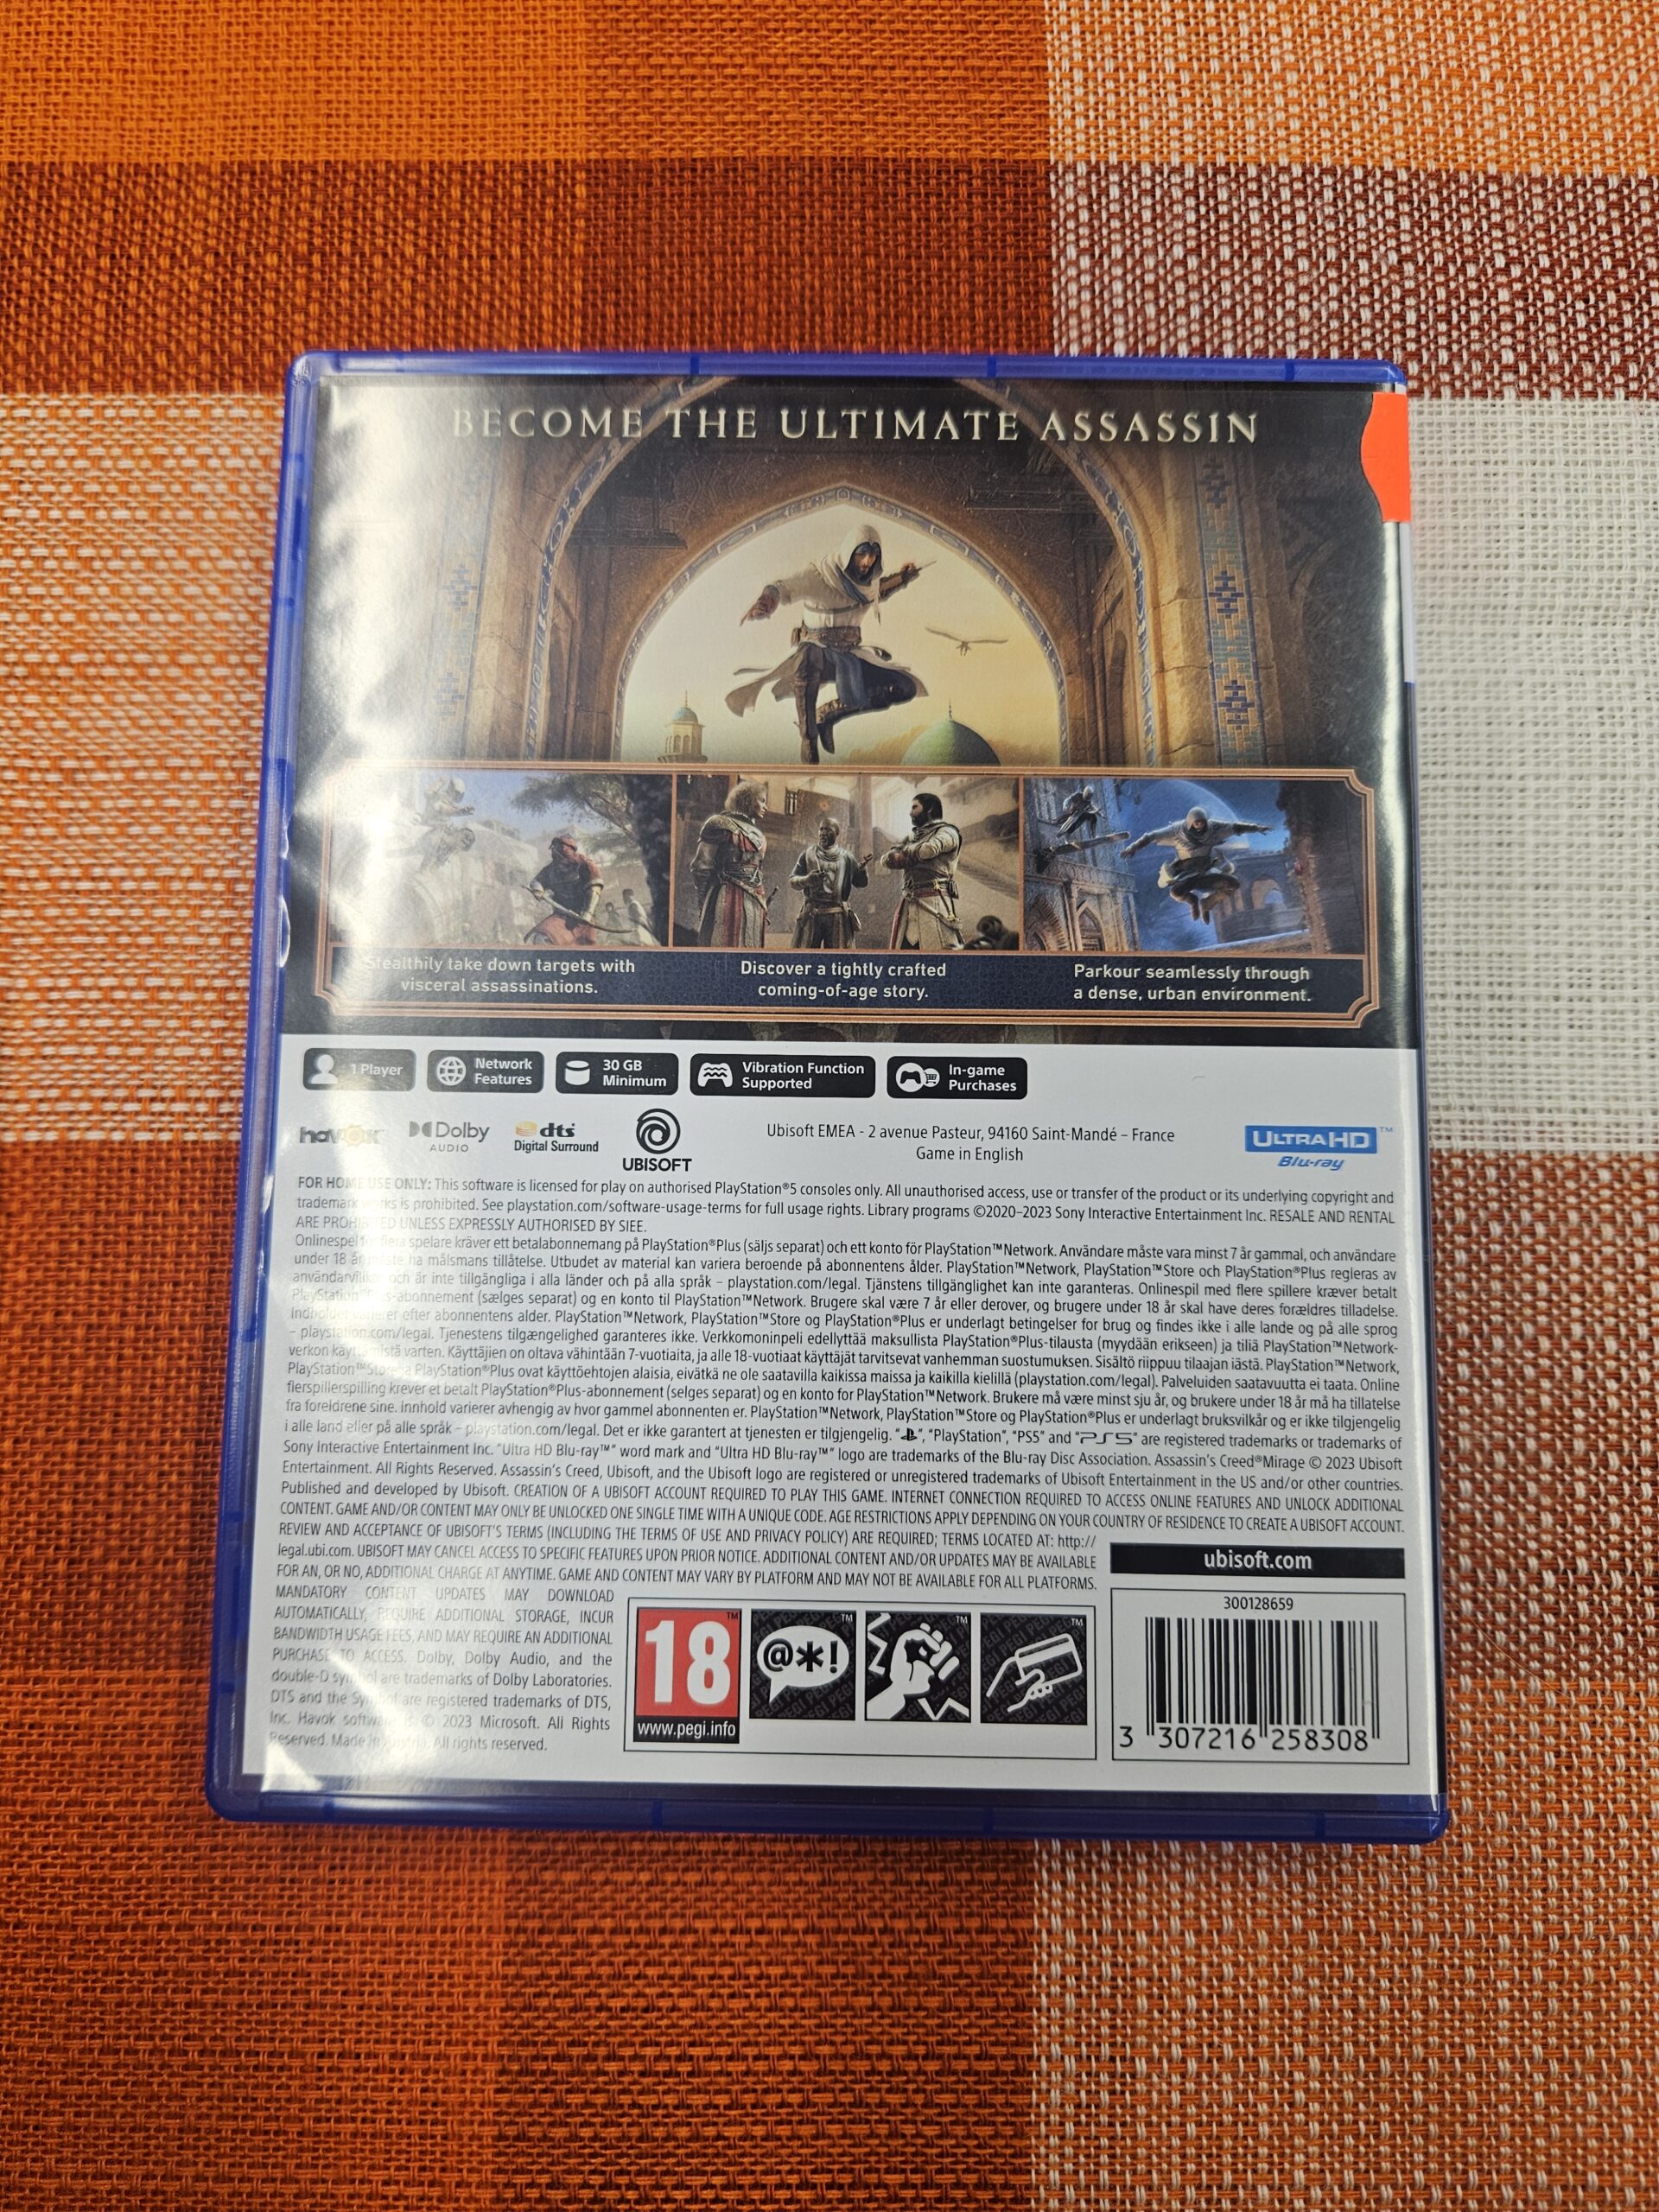 BECOME THE ULTIMATE ASSASSIN
Stealthily take down targets with
visceral assassinations.
Discover a tightly crafted
coming-of-age story.
Parkour seamlessly through
a dense, urban environment.
1 Player
Network
Features
30 GB
Minimum
Vibration Function
Supported
In-game
Purchases
havok
Dolby
AUDIO
dts
Digital Surround
UBISOFT
Ubisoft EMEA - 2 avenue Pasteur, 94160 Saint-Mandé – France
Game in English
ULTRA HD™
Blu-ray
FOR HOME USE ONLY: This software is licensed for play on authorised PlayStation®5 consoles only. All unauthorised access, use or transfer of the product or its underlying copyright and
trademark works is prohibited. See playstation.com/software-usage-terms for full usage rights. Library programs ©2020–2023 Sony Interactive Entertainment Inc. RESALE AND RENTAL
ARE PROHIBITED UNLESS EXPRESSLY AUTHORISED BY SIEE.
Onlinespel för flera spelare kräver ett betalabonnemang på PlayStation®Plus (säljs separat) och ett konto för PlayStation™Network. Användare måste vara minst 7 år gammal, och användare
under 18 år måste ha målsmans tillåtelse. Utbudet av material kan variera beroende på abonnentens ålder. PlayStation™Network, PlayStation™Store och PlayStation®Plus regleras av
användarvillkor och är inte tillgängliga i alla länder och på alla språk – playstation.com/legal. Tjänstens tillgänglighet kan inte garanteras. Onlinespil med flere spillere kræver betalt
PlayStation®Plus-abonnement (sælges separat) og en konto til PlayStation™Network. Brugere skal være 7 år eller derover, og brugere under 18 år skal have deres forældres tilladelse.
Indholdet varierer efter abonnentens alder. PlayStation™Network, PlayStation™Store og PlayStation®Plus er underlagt betingelser for brug og findes ikke i alle lande og på alle sprog
– playstation.com/legal. Tjenestens tilgængelighed garanteres ikke. Verkkomoninpeli edellyttää maksullista PlayStation®Plus-tilausta (myydään erikseen) ja tiliä PlayStation™Network-
verkon käyttämistä varten. Käyttäjien on oltava vähintään 7-vuotiaita, ja alle 18-vuotiaat käyttäjät tarvitsevat vanhemman suostumuksen. Sisältö riippuu tilaajan iästä. PlayStation™Network,
PlayStation™Store ja PlayStation®Plus ovat käyttöehtojen alaisia, eivätkä ne ole saatavilla kaikissa maissa ja kaikilla kielillä (playstation.com/legal). Palveluiden saatavuutta ei taata. Online
flerspillerspilling krever et betalt PlayStation®Plus-abonnement (selges separat) og en konto for PlayStation™Network. Brukere må være minst sju år, og brukere under 18 år må ha tillatelse
fra foreldrene sine. Innhold varierer avhengig av hvor gammel abonnenten er. PlayStation™Network, PlayStation™Store og PlayStation®Plus er underlagt bruksvilkår og er ikke tilgjengelig
i alle land eller på alle språk – playstation.com/legal. Det er ikke garantert at tjenesten er tilgjengelig. "", "PlayStation", "PS5" and "PS5" are registered trademarks or trademarks of
Sony Interactive Entertainment Inc. "Ultra HD Blu-ray™" word mark and "Ultra HD Blu-ray™" logo are trademarks of the Blu-ray Disc Association. Assassin's Creed®Mirage © 2023 Ubisoft
Entertainment. All Rights Reserved. Assassin's Creed, Ubisoft, and the Ubisoft logo are registered or unregistered trademarks of Ubisoft Entertainment in the US and/or other countries.
Published and developed by Ubisoft. CREATION OF A UBISOFT ACCOUNT REQUIRED TO PLAY THIS GAME. INTERNET CONNECTION REQUIRED TO ACCESS ONLINE FEATURES AND UNLOCK ADDITIONAL
CONTENT. GAME AND/OR CONTENT MAY ONLY BE UNLOCKED ONE SINGLE TIME WITH A UNIQUE CODE. AGE RESTRICTIONS APPLY DEPENDING ON YOUR COUNTRY OF RESIDENCE TO CREATE A UBISOFT ACCOUNT.
REVIEW AND ACCEPTANCE OF UBISOFT'S TERMS (INCLUDING THE TERMS OF USE AND PRIVACY POLICY) ARE REQUIRED; TERMS LOCATED AT: http://
legal.ubi.com. UBISOFT MAY CANCEL ACCESS TO SPECIFIC FEATURES UPON PRIOR NOTICE. ADDITIONAL CONTENT AND/OR UPDATES MAY BE AVAILABLE
FOR AN, OR NO, ADDITIONAL CHARGE AT ANYTIME. GAME AND CONTENT MAY VARY BY PLATFORM AND MAY NOT BE AVAILABLE FOR ALL PLATFORMS.
MANDATORY CONTENT UPDATES MAY DOWNLOAD
AUTOMATICALLY, REQUIRE ADDITIONAL STORAGE, INCUR
BANDWIDTH USAGE FEES, AND MAY REQUIRE AN ADDITIONAL
PURCHASE TO ACCESS. Dolby, Dolby Audio, and the
double-D symbol are trademarks of Dolby Laboratories.
DTS and the Symbol are registered trademarks of DTS,
Inc. Havok software is © 2023 Microsoft. All Rights
Reserved. Made in Austria. All rights reserved.
18
www.pegi.info
@*!
ubisoft.com
300128659
3 307216 258308